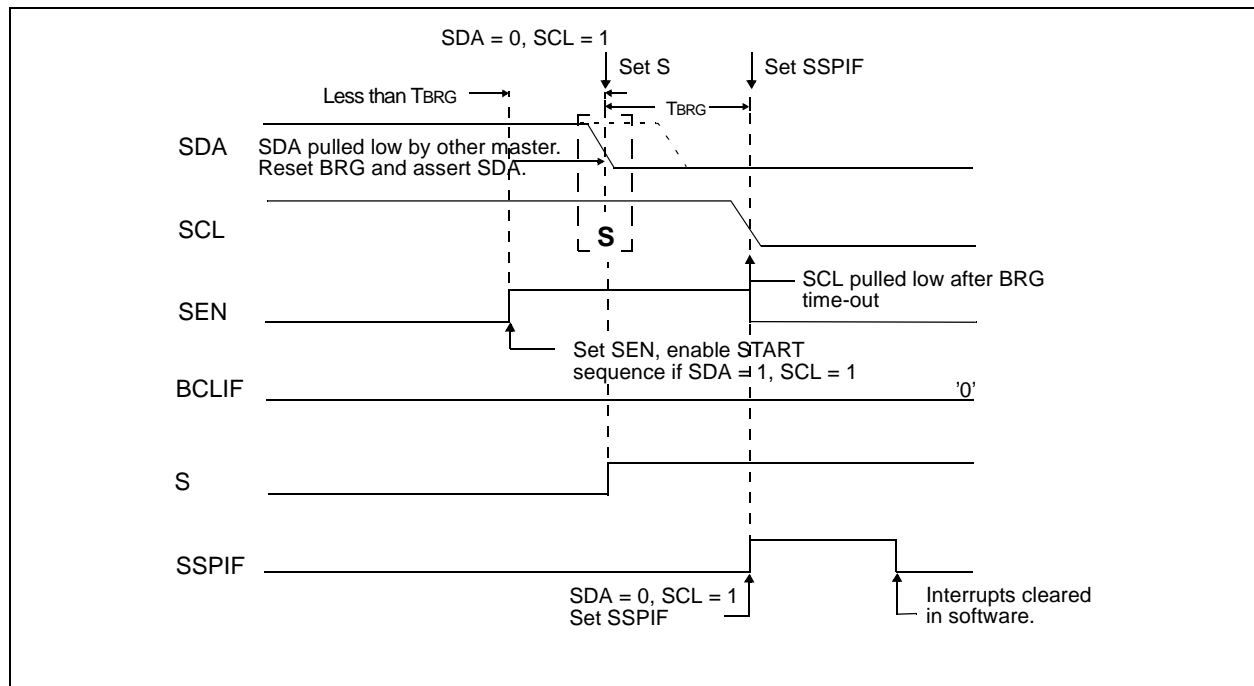 SDA = 0, SCL = 1
Set S
Set SSPIF
Less than TBRG
TBRG
SDA
SDA pulled low by other master.
Reset BRG and assert SDA.
SCL
S
SCL pulled low after BRG
time-out
SEN
Set SEN, enable START
sequence if SDA = 1, SCL = 1
BCLIF
'0'
S
SSPIF
SDA = 0, SCL = 1
Set SSPIF
Interrupts cleared
in software.